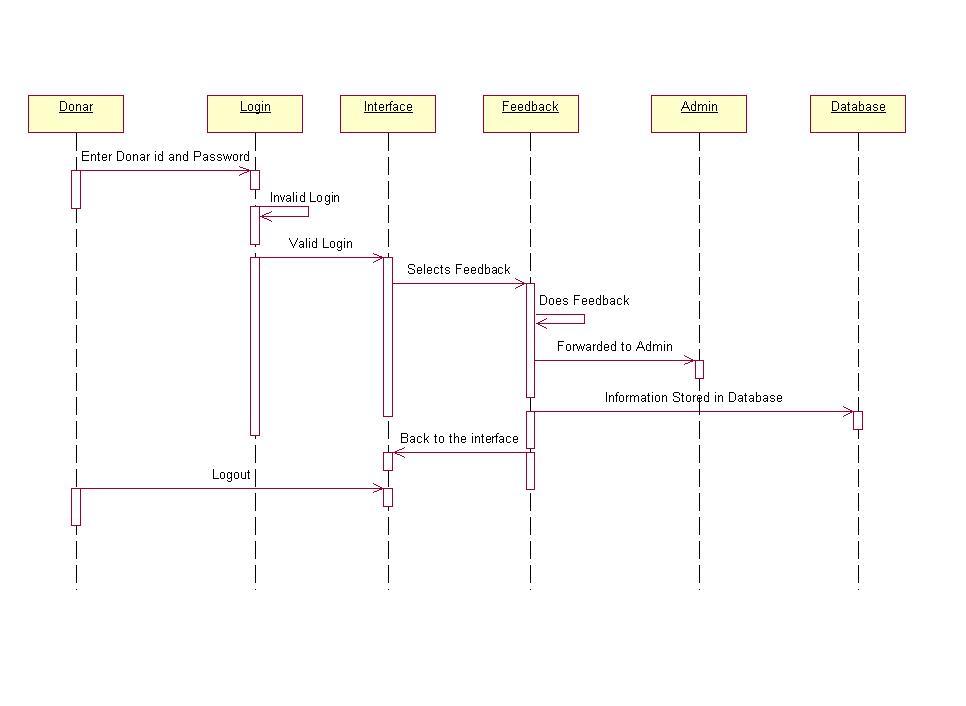 Donar
Login
Interface
Feedback
Admin
Database
Enter Donar id and Password
Invalid Login
Valid Login
Selects Feedback
Does Feedback
Forwarded to Admin
Information Stored in Database
Back to the interface
Logout